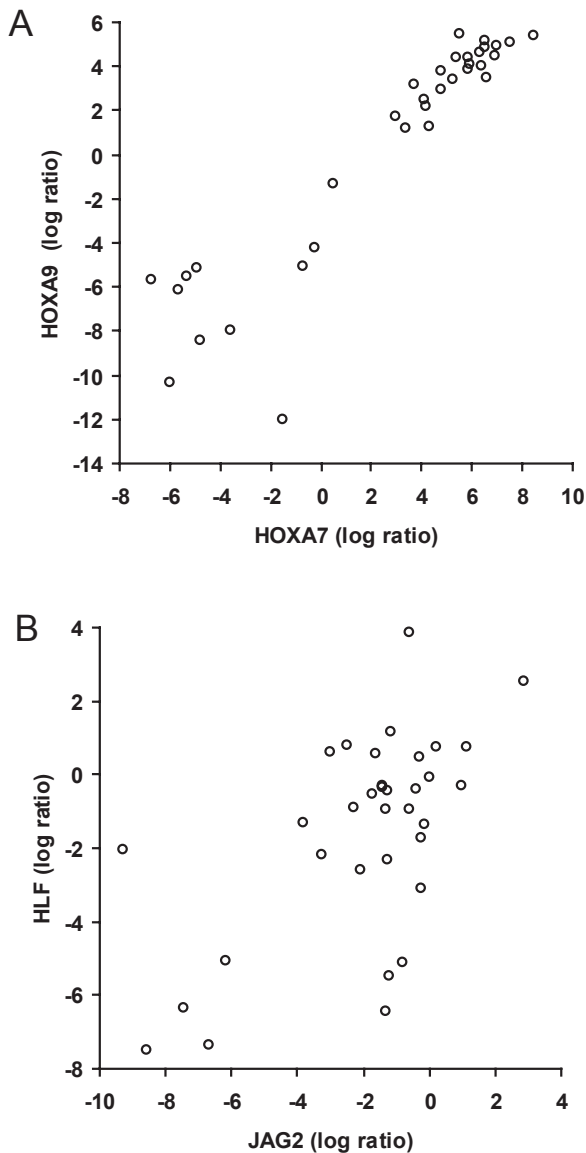 A
6
4
2
0
-2
-4
-6
-8
-10
-12
-14
HOXA9 (log ratio)
-8 -6 -4 -2 0 2 4 6 8 10
HOXA7 (log ratio)
B
4
2
0
-2
-4
-6
-8
HLF (log ratio)
-10 -8 -6 -4 -2 0 2 4
JAG2 (log ratio)